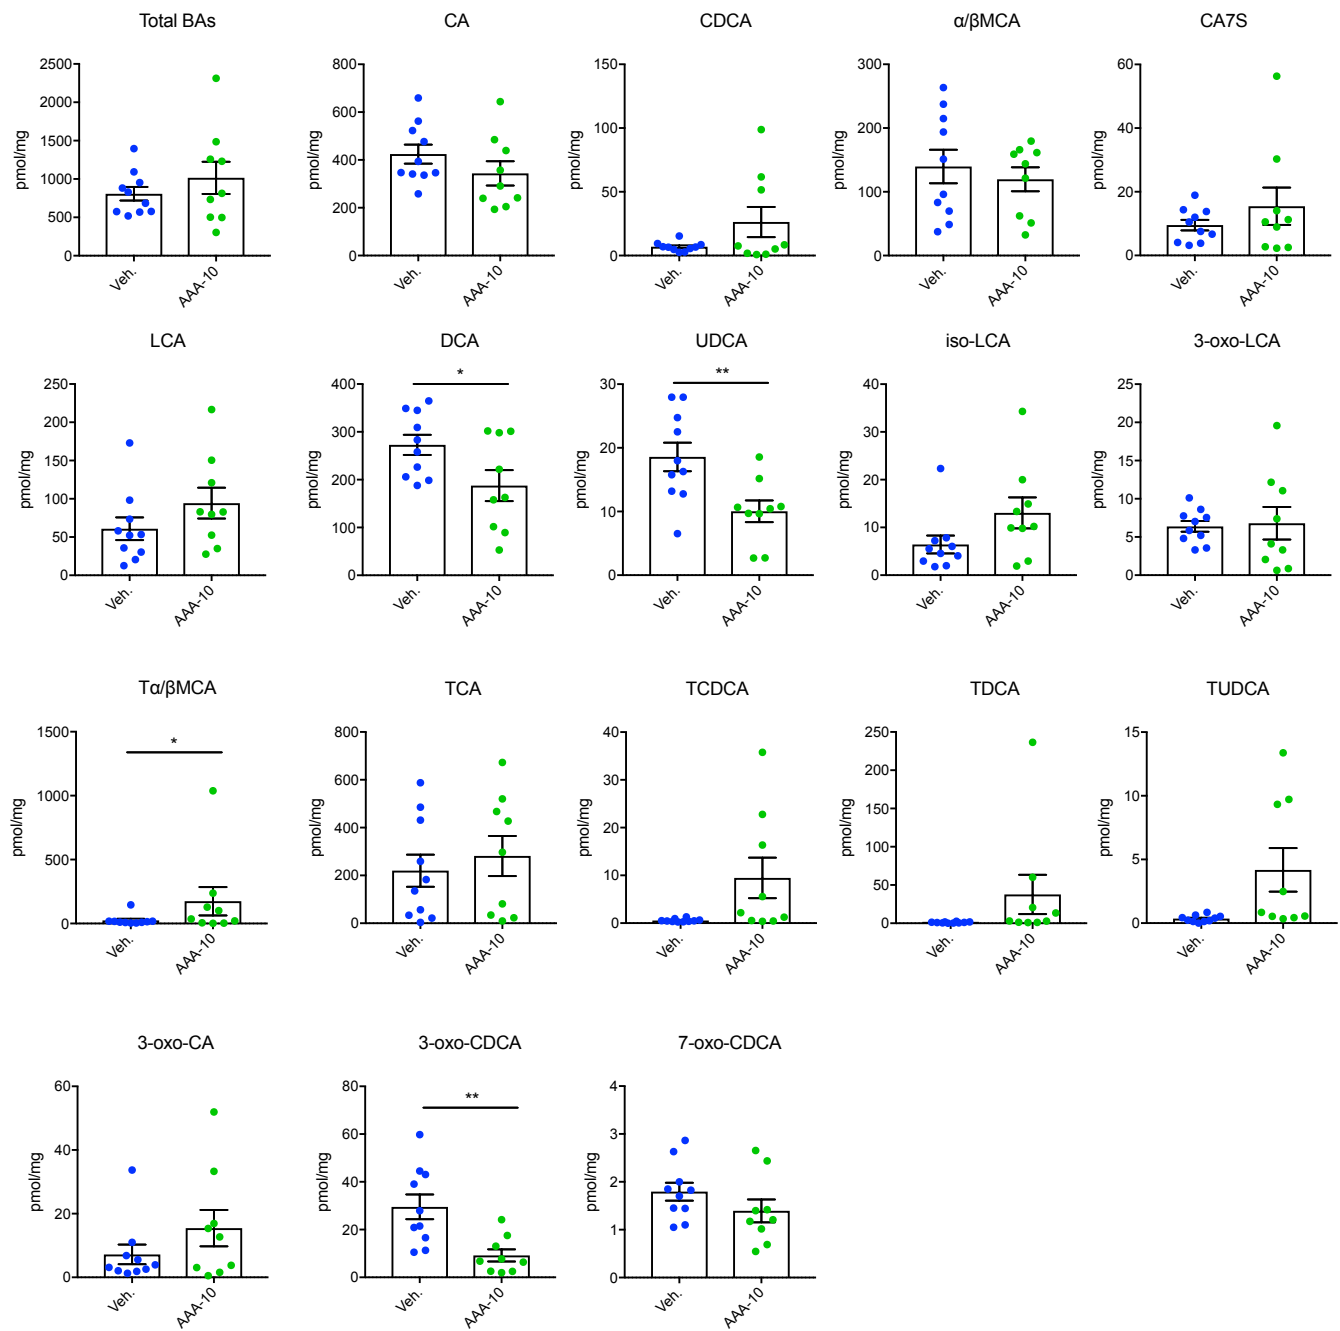 Total BAs
CA
CDCA
α/βMCA
CA7S
2500
2000
1500
1000
500
0
pmol/mg
Veh.
AAA-10
800
600
400
200
0
pmol/mg
Veh.
AAA-10
150
100
50
0
pmol/mg
Veh.
AAA-10
300
200
100
0
pmol/mg
Veh.
AAA-10
60
40
20
0
pmol/mg
Veh.
AAA-10
LCA
DCA
UDCA
iso-LCA
3-oxo-LCA
250
200
150
100
50
0
pmol/mg
Veh.
AAA-10
400
300
200
100
0
pmol/mg
*
Veh.
AAA-10
30
20
10
0
pmol/mg
**
Veh.
AAA-10
40
30
20
10
0
pmol/mg
Veh.
AAA-10
25
20
15
10
5
0
pmol/mg
Veh.
AAA-10
Tα/βMCA
TCA
TCDCA
TDCA
TUDCA
1500
1000
500
0
pmol/mg
*
Veh.
AAA-10
800
600
400
200
0
pmol/mg
Veh.
AAA-10
40
30
20
10
0
pmol/mg
Veh.
AAA-10
250
200
150
100
50
0
pmol/mg
Veh.
AAA-10
15
10
5
0
pmol/mg
Veh.
AAA-10
3-oxo-CA
3-oxo-CDCA
7-oxo-CDCA
60
40
20
0
pmol/mg
Veh.
AAA-10
80
60
40
20
0
pmol/mg
**
Veh.
AAA-10
4
3
2
1
0
pmol/mg
Veh.
AAA-10